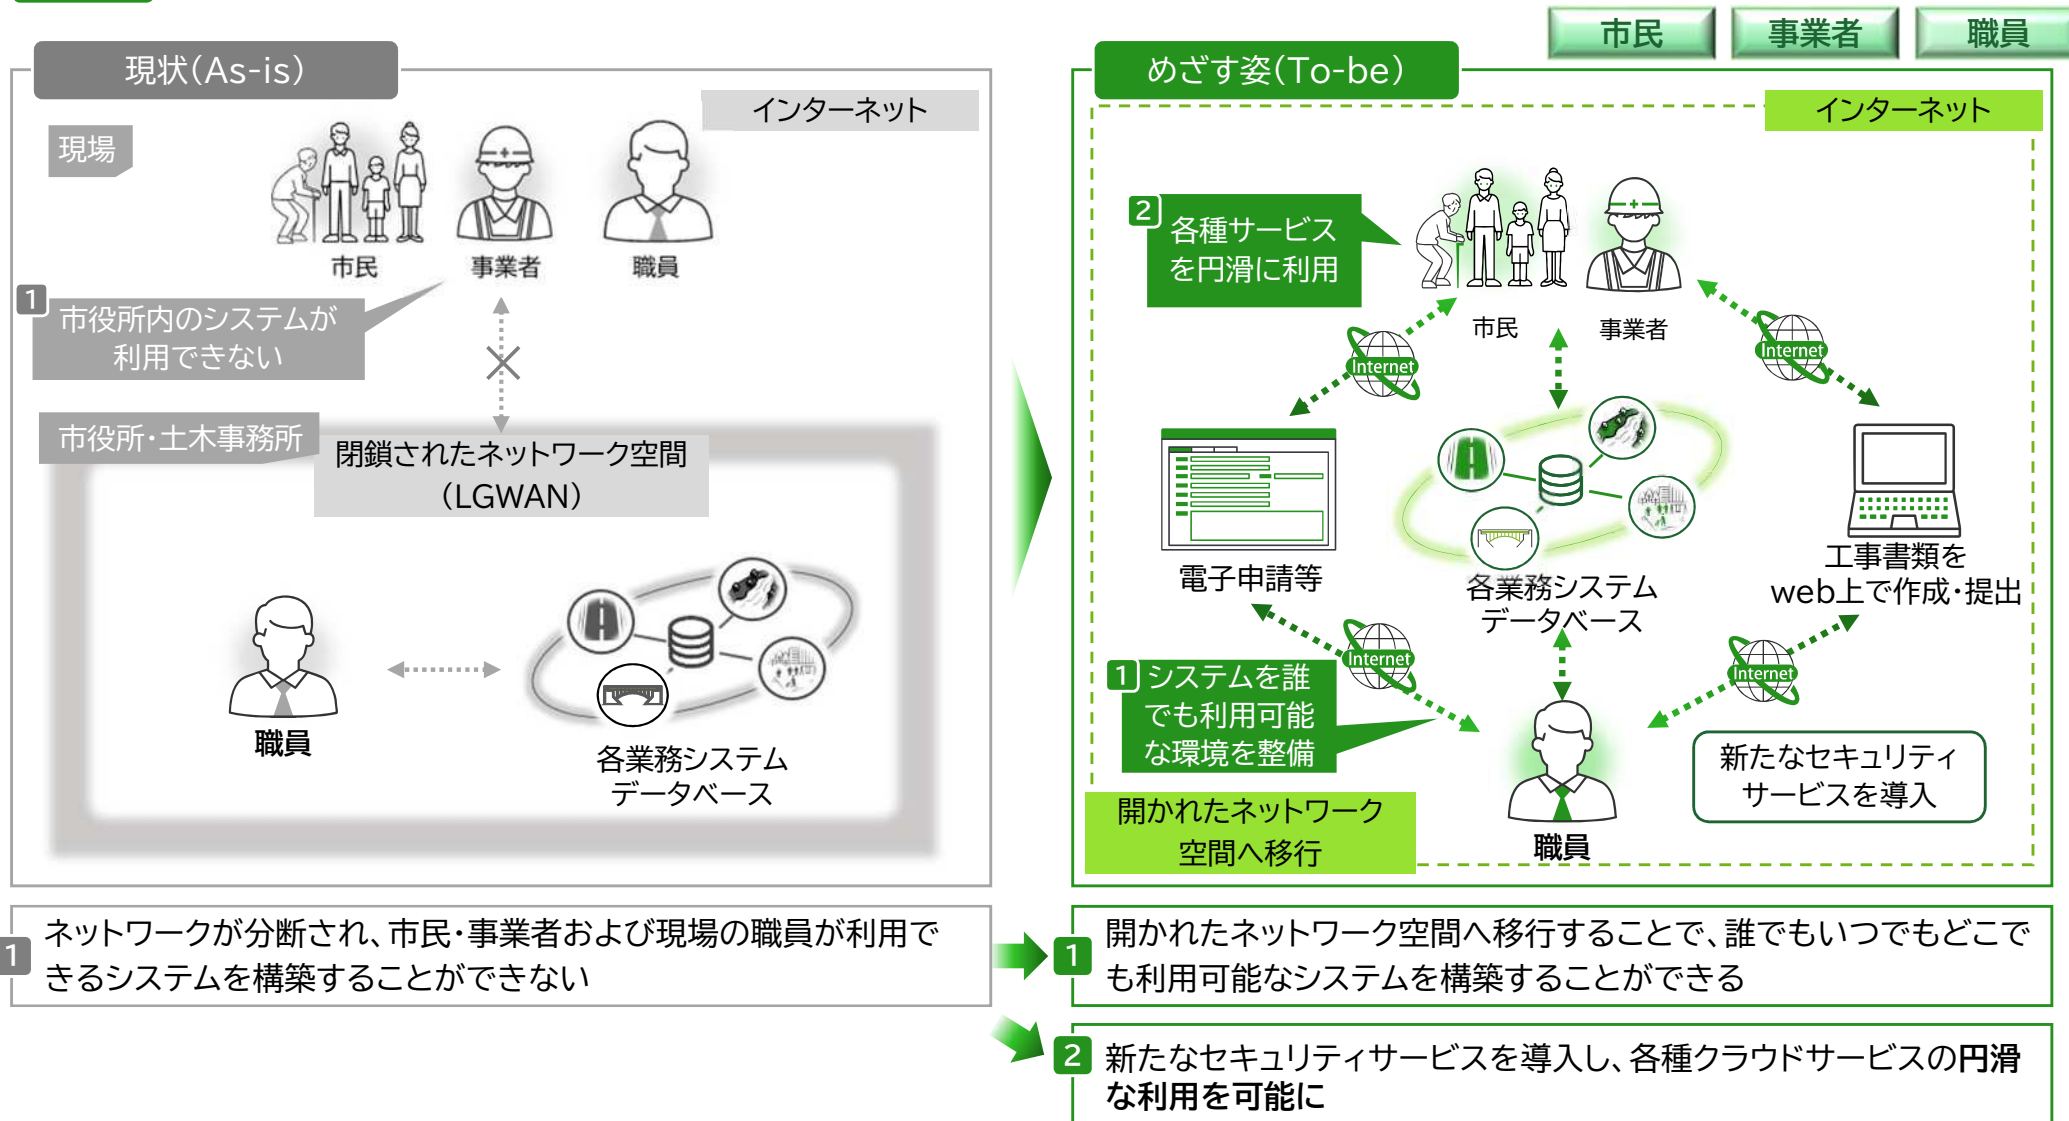 市民
事業者
職員
現状(As-is)
インターネット
現場
市民
事業者
職員
1
市役所内のシステムが
利用できない
市役所・土木事務所
閉鎖されたネットワーク空間
(LGWAN)
職員
各業務システム
データベース
めざす姿(To-be)
インターネット
2
各種サービス
を円滑に利用
市民
事業者
Internet
Internet
電子申請等
各業務システム
データベース
工事書類を
web上で作成・提出
Internet
Internet
1
システムを誰
でも利用可能
な環境を整備
新たなセキュリティ
サービスを導入
開かれたネットワーク
空間へ移行
職員
1
ネットワークが分断され、市民・事業者および現場の職員が利用で
きるシステムを構築することができない
1
開かれたネットワーク空間へ移行することで、誰でもいつでもどこで
も利用可能なシステムを構築することができる
2
新たなセキュリティサービスを導入し、各種クラウドサービスの円滑
な利用を可能に